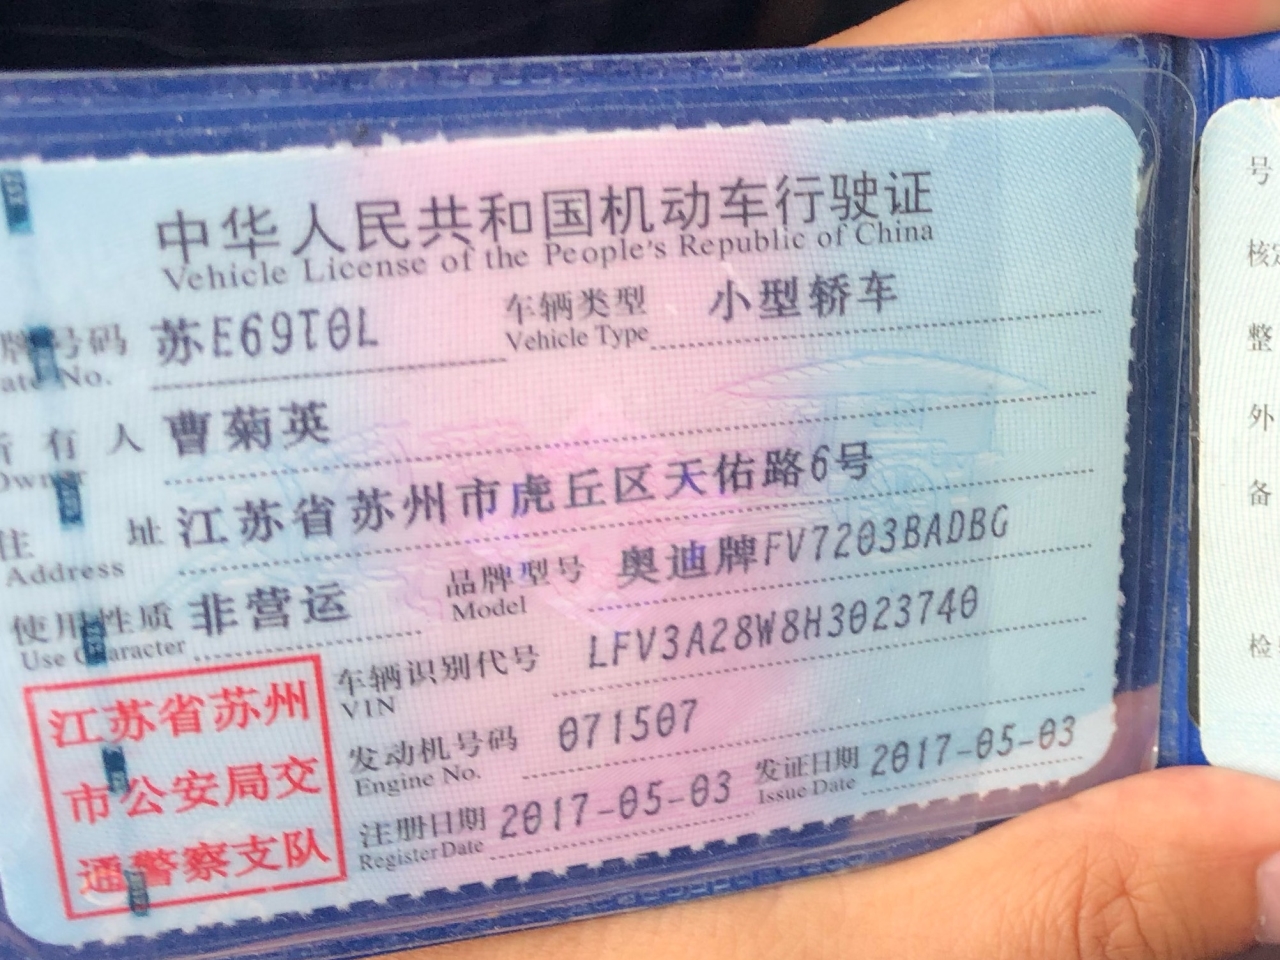 中华人民共和国机动车行驶证
Vehicle License of the People's Republic of China
牌号码 苏E69T0L 车辆类型 小型轿车
ate No. Vehicle Type
所有人 曹菊英
Owner
住址 江苏省苏州市虎丘区天佑路6号
Address
使用性质 非营运 品牌型号 奥迪牌FV7203BADBG
Use Character Model
车辆识别代号 LFV3A28W8H3023740
VIN
发动机号码 071507
Engine No.
注册日期 2017-05-03 发证日期 2017-05-03
Register Date Issue Date
江苏省苏州
市公安局交
通警察支队
号
核定
整
外
备
检